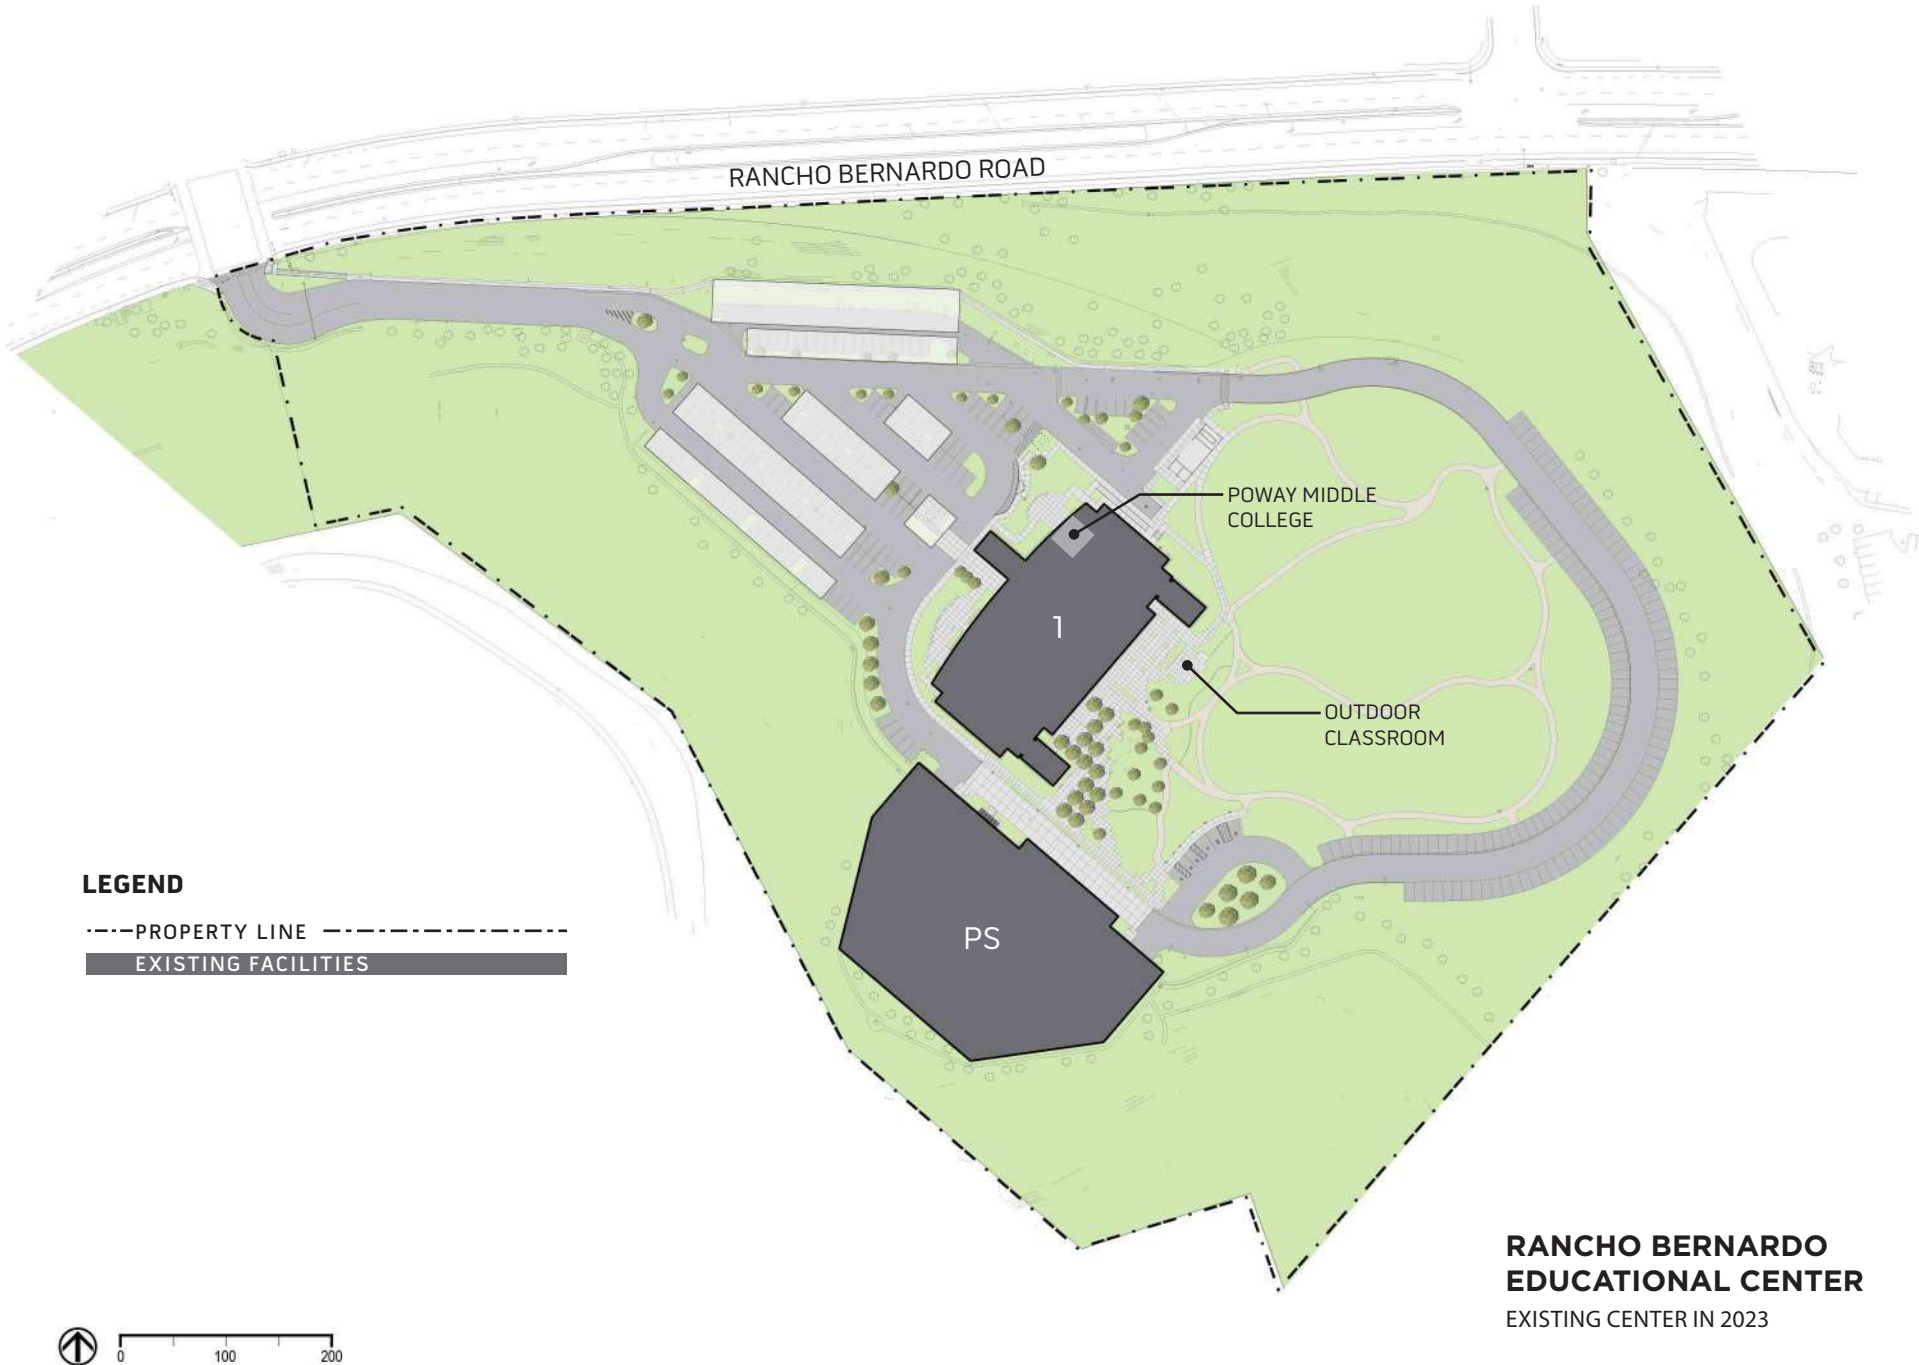 RANCHO BERNARDO ROAD
POWAY MIDDLE
COLLEGE
1
OUTDOOR
CLASSROOM
PS
LEGEND
PROPERTY LINE
EXISTING FACILITIES
RANCHO BERNARDO
EDUCATIONAL CENTER
EXISTING CENTER IN 2023
0 100 200